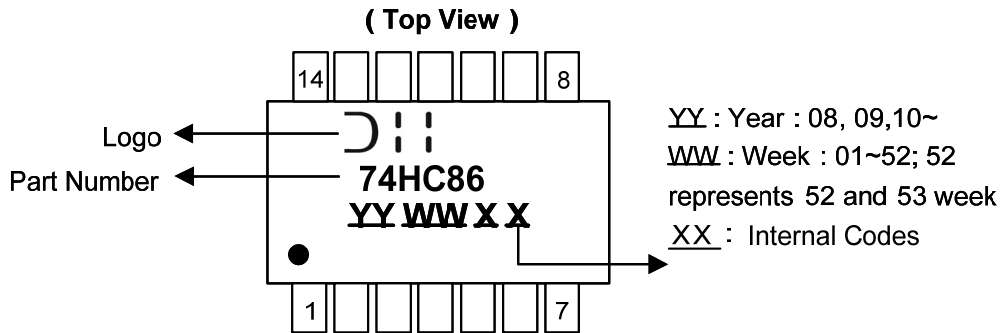 ( Top View )
14
8
Logo
Part Number
74HC86
YY WW X X
YY : Year : 08, 09,10~
WW : Week : 01~52; 52
represents 52 and 53 week
XX : Internal Codes
1
7